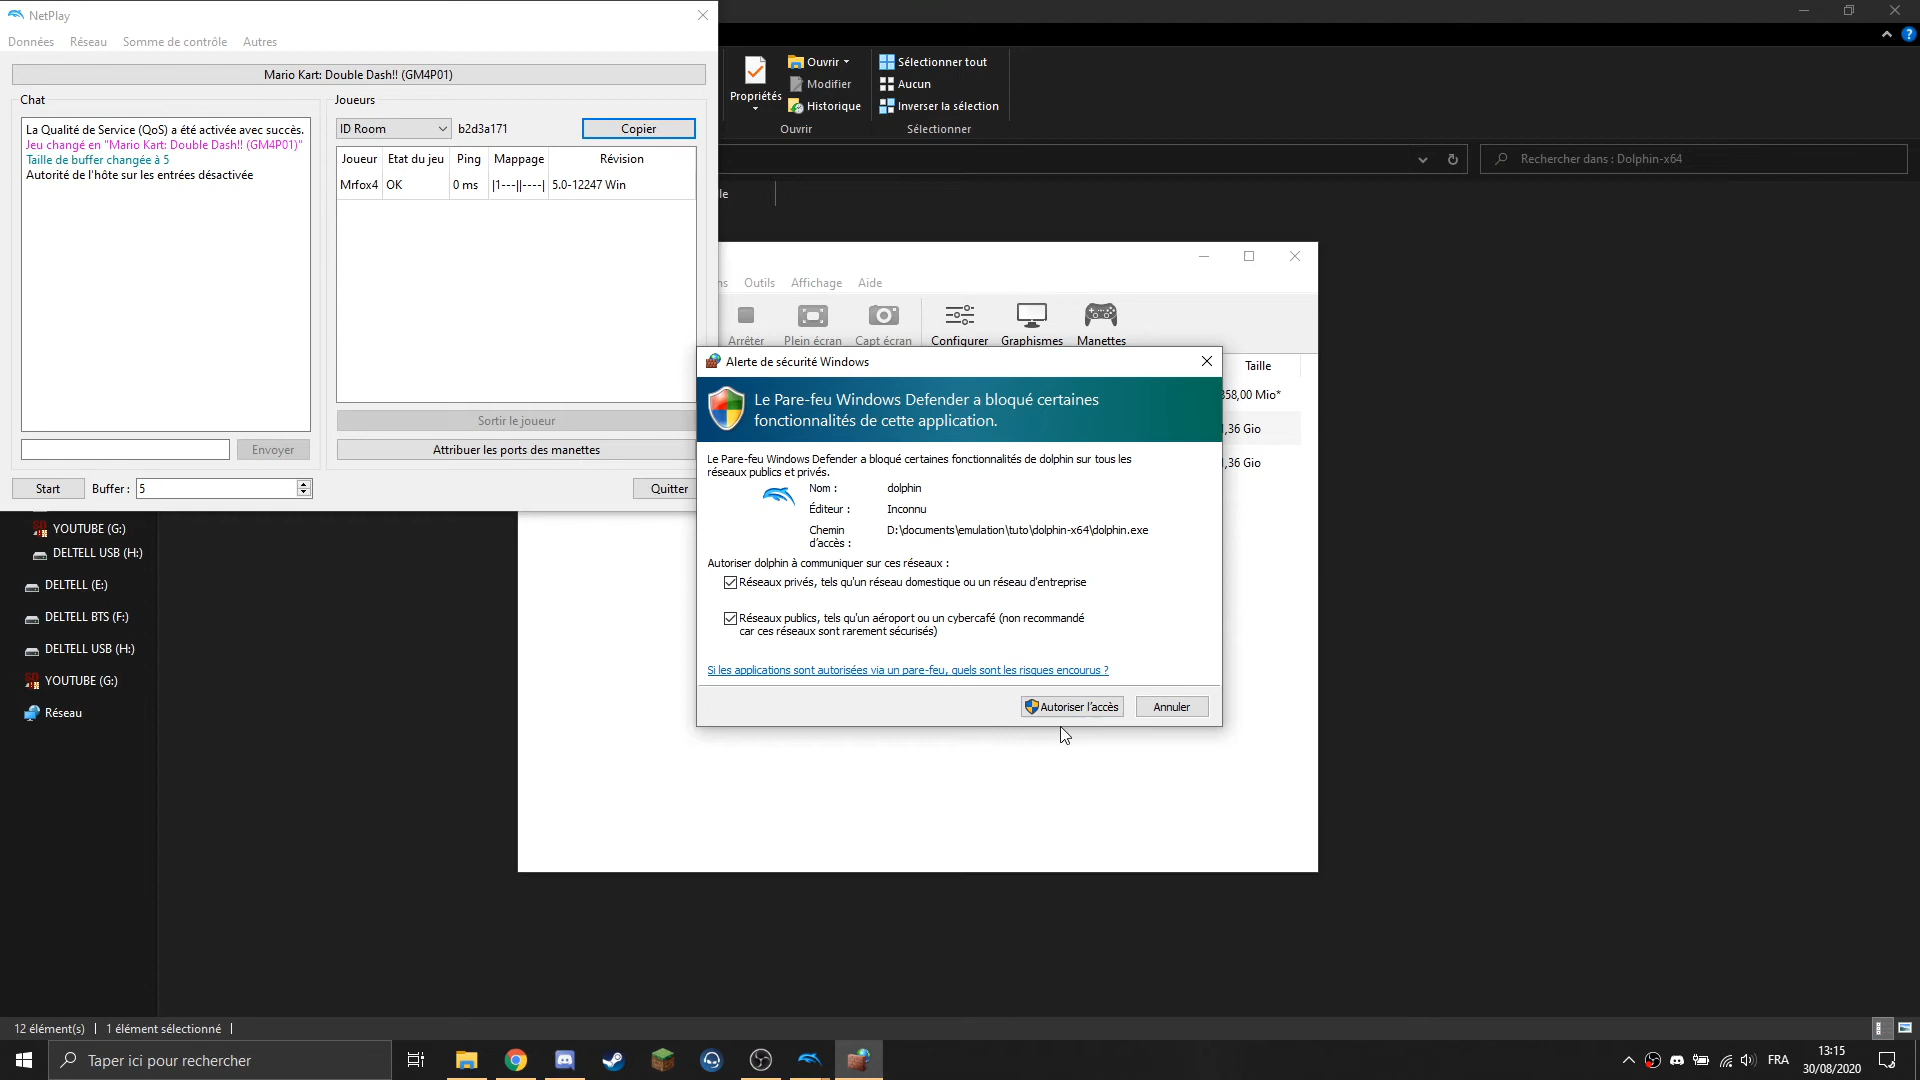 NetPlay
Données Réseau Somme de contrôle Autres
Mario Kart: Double Dash!! (GM4P01)
Chat
La Qualité de Service (QoS) a été activée avec succès.
Jeu changé en "Mario Kart: Double Dash!! (GM4P01)"
Taille de buffer changée à 5
Autorité de l'hôte sur les entrées désactivée
Envoyer
Joueurs
ID Room b2d3a171 Copier
Joueur Etat du jeu Ping Mappage Révision
Mrfox4 OK 0 ms |1---||----| 5.0-12247 Win
Sortir le joueur
Attribuer les ports des manettes
Start Buffer : 5 Quitter
Propriétés
Ouvrir
Modifier
Historique
Ouvrir
Sélectionner tout
Aucun
Inverser la sélection
Sélectionner
Rechercher dans : Dolphin-x64
le
ns Outils Affichage Aide
Arrêter Plein écran Capt écran Configurer Graphismes Manettes
Taille
358,00 Mio*
1,36 Gio
1,36 Gio
Alerte de sécurité Windows
Le Pare-feu Windows Defender a bloqué certaines
fonctionnalités de cette application.
Le Pare-feu Windows Defender a bloqué certaines fonctionnalités de dolphin sur tous les
réseaux publics et privés.
Nom : dolphin
Éditeur : Inconnu
Chemin D:\documents\emulation\tuto\dolphin-x64\dolphin.exe
d'accès :
Autoriser dolphin à communiquer sur ces réseaux :
Réseaux privés, tels qu'un réseau domestique ou un réseau d'entreprise
Réseaux publics, tels qu'un aéroport ou un cybercafé (non recommandé
car ces réseaux sont rarement sécurisés)
Si les applications sont autorisées via un pare-feu, quels sont les risques encourus ?
Autoriser l'accès Annuler
YOUTUBE (G:)
DELTELL USB (H:)
DELTELL (E:)
DELTELL BTS (F:)
DELTELL USB (H:)
YOUTUBE (G:)
Réseau
12 élément(s) 1 élément sélectionné
Taper ici pour rechercher
FRA
13:15
30/08/2020